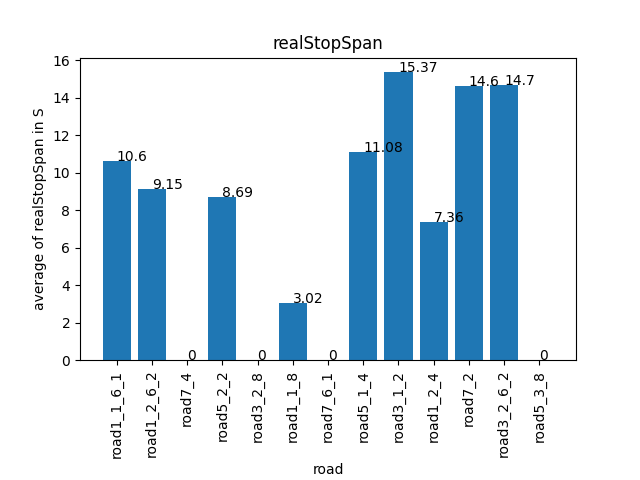 realStopSpan
average of realStopSpan in S
16
14
12
10
8
6
4
2
0
10.6
9.15
0
8.69
0
3.02
0
11.08
15.37
7.36
14.6
14.7
0
road1_1_6_1
road1_2_6_2
road7_4
road5_2_2
road3_2_8
road1_1_8
road7_6_1
road5_1_4
road3_1_2
road1_2_4
road7_2
road3_2_6_2
road5_3_8
road